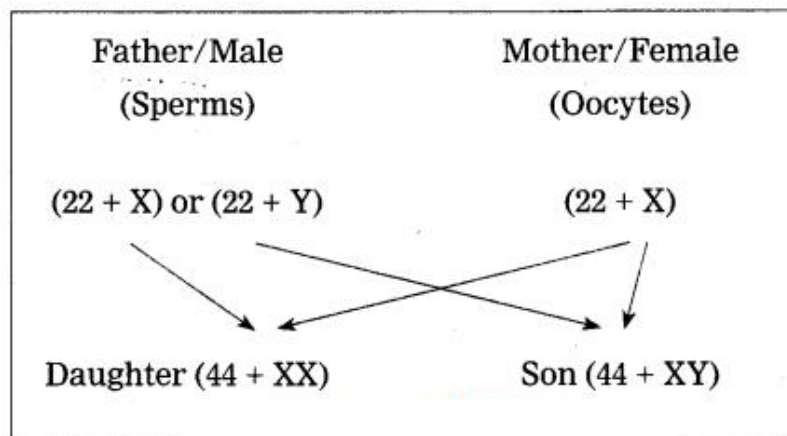 Father/Male Mother/Female
(Sperms) (Oocytes)
(22 + X) or (22 + Y) (22 + X)
Daughter (44 + XX) Son (44 + XY)